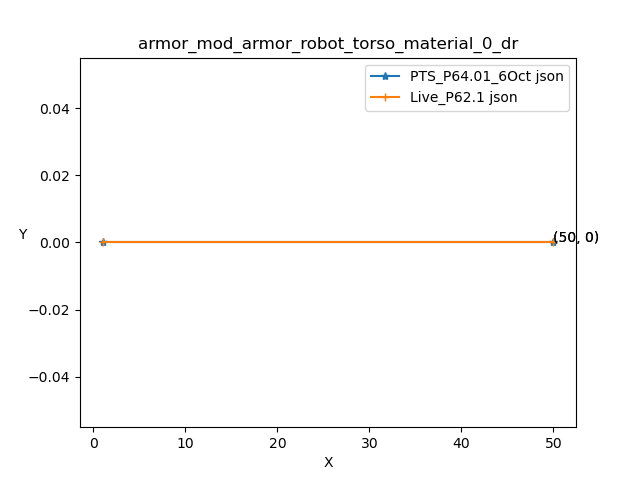 armor_mod_armor_robot_torso_material_0_dr
PTS_P64.01_6Oct json
Live_P62.1 json
0.04
0.02
0.00
−0.02
−0.04
Y
(50, 0)
0 10 20 30 40 50
X